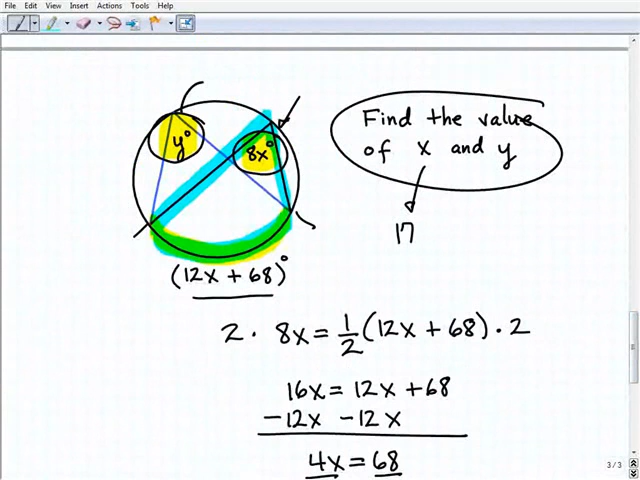 File Edit View Insert Actions Tools Help
y°
8x°
(12x + 68)°
Find the value
of x and y
17
2 · 8x = 1/2 (12x + 68) · 2
16x = 12x + 68
−12x −12x
4x = 68
3/3